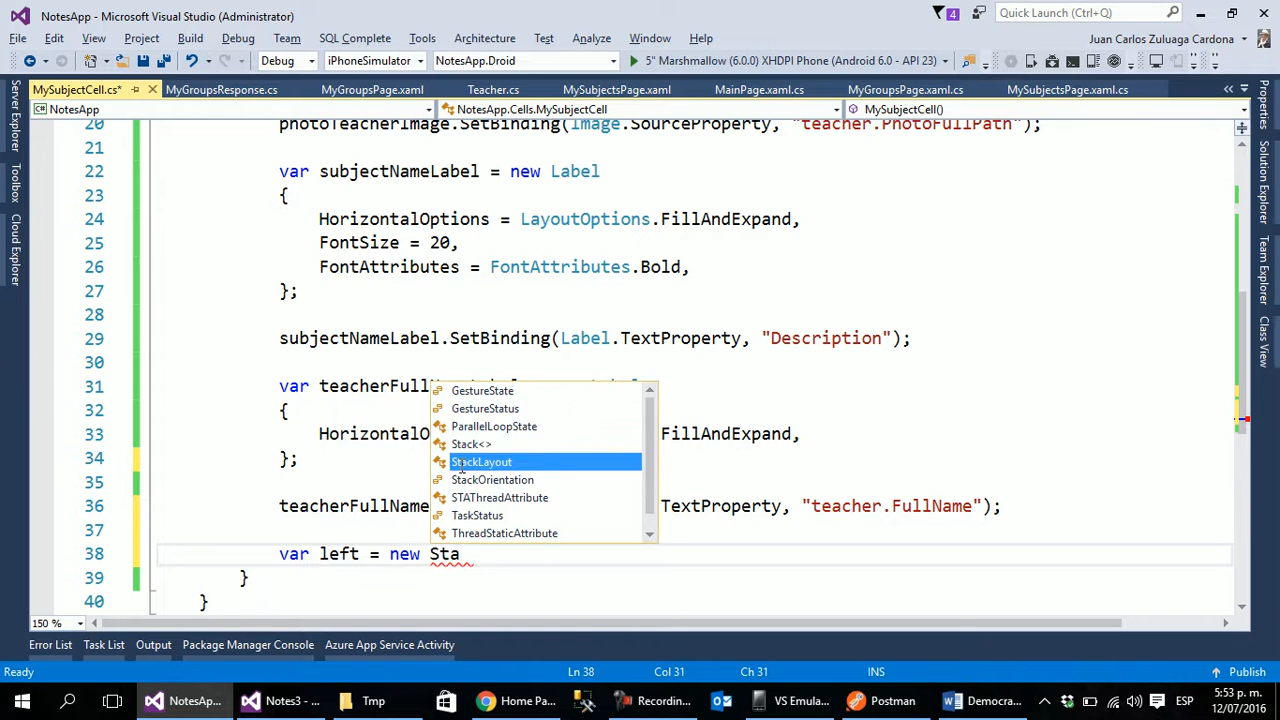 NotesApp - Microsoft Visual Studio (Administrator)
4
Quick Launch (Ctrl+Q)
File Edit View Project Build Debug Team SQL Complete Tools Architecture Test Analyze Window Help
Juan Carlos Zuluaga Cardona
Debug iPhoneSimulator NotesApp.Droid 5" Marshmallow (6.0.0) XHDPI Phone (Android 6.0 - API 23)
MySubjectCell.cs* MyGroupsResponse.cs MyGroupsPage.xaml Teacher.cs MySubjectsPage.xaml MainPage.xaml.cs MyGroupsPage.xaml.cs MySubjectsPage.xaml.cs
NotesApp NotesApp.Cells.MySubjectCell MySubjectCell()
Server Explorer
Toolbox
Cloud Explorer
20 photoTeacherImage.SetBinding(Image.SourceProperty, "teacher.PhotoFullPath");
21
22 var subjectNameLabel = new Label
23 {
24 HorizontalOptions = LayoutOptions.FillAndExpand,
25 FontSize = 20,
26 FontAttributes = FontAttributes.Bold,
27 };
28
29 subjectNameLabel.SetBinding(Label.TextProperty, "Description");
30
31 var teacherFull
32 {
33 HorizontalO FillAndExpand,
34 };
35
36 teacherFullName TextProperty, "teacher.FullName");
37
38 var left = new Sta
39 }
40 }
GestureState
GestureStatus
ParallelLoopState
Stack<>
StackLayout
StackOrientation
STAThreadAttribute
TaskStatus
ThreadStaticAttribute
Properties
Solution Explorer
Team Explorer
Class View
150 %
Error List Task List Output Package Manager Console Azure App Service Activity
Ready Ln 38 Col 31 Ch 31 INS Publish
NotesAp... Notes3 - ... Tmp Home Pa... Recording... VS Emula... Postman Democra... ESP 5:53 p.m.
12/07/2016